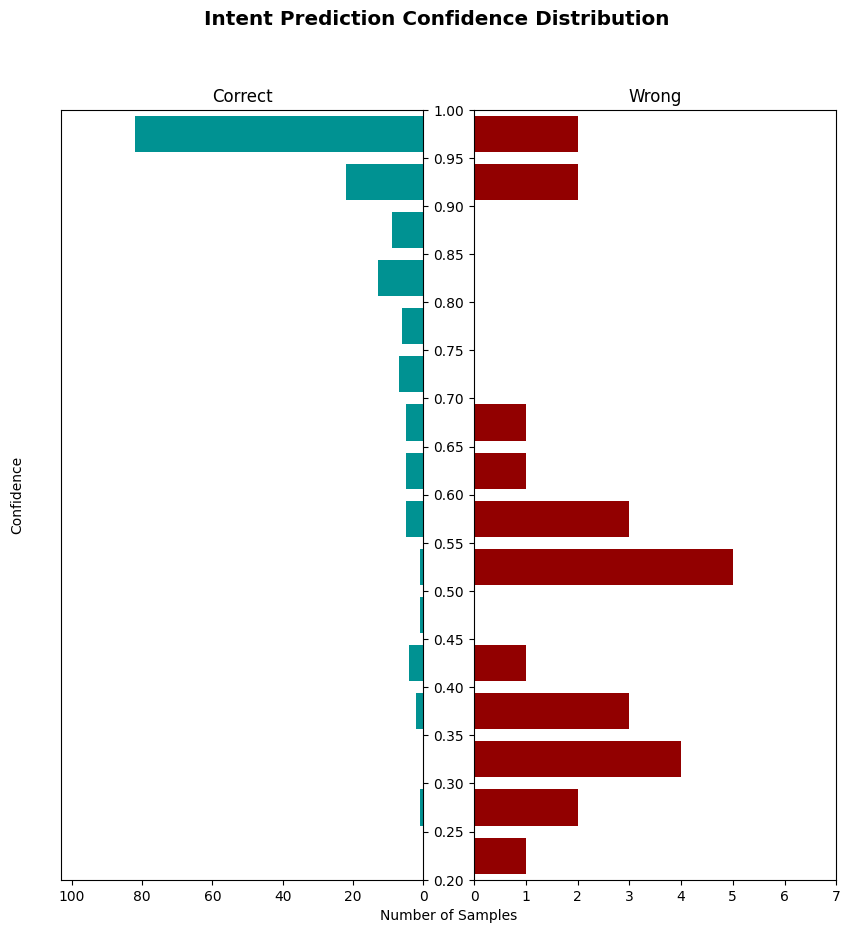 Intent Prediction Confidence Distribution
Correct
Wrong
1.00
0.95
0.90
0.85
0.80
0.75
0.70
0.65
0.60
0.55
0.50
0.45
0.40
0.35
0.30
0.25
0.20
Confidence
100 80 60 40 20 0
0 1 2 3 4 5 6 7
Number of Samples